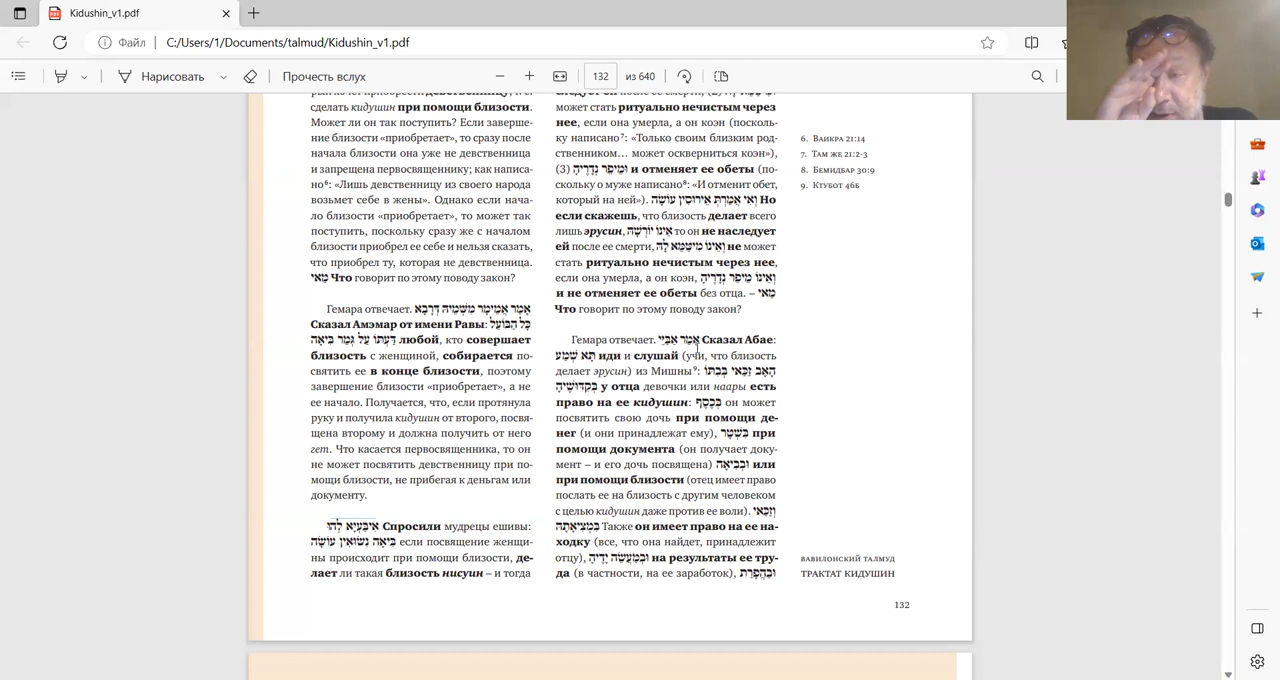 Kidushin_v1.pdf
Файл
C:/Users/1/Documents/talmud/Kidushin_v1.pdf
Нарисовать
Прочесть вслух
132 из 640
сделать кидушин при помощи близости.
Может ли он так поступить? Если заверше-
ние близости «приобретает», то сразу после
начала близости она уже не девственница
и запрещена первосвященнику; как написа-
но⁶: «Лишь девственницу из своего народа
возьмет себе в жены». Однако если нача-
ло близости «приобретает», то может так
поступить, поскольку сразу же с началом
близости приобрел ее себе и нельзя сказать,
что приобрел ту, которая не девственница.
מַאי Что говорит по этому поводу закон?
Гемара отвечает. אָמַר אֲמֵימָר מִשְּׁמֵיהּ דְּרָבָא
Сказал Амэмар от имени Равы: כָּל הַבּוֹעֵל
דַּעְתּוֹ עַל גְּמַר בִּיאָה любой, кто совершает
близость с женщиной, собирается по-
святить ее в конце близости, поэтому
завершение близости «приобретает», а не
ее начало. Получается, что, если протянула
руку и получила кидушин от второго, посвя-
щена второму и должна получить от него
гет. Что касается первосвященника, то он
не может посвятить девственницу при по-
мощи близости, не прибегая к деньгам или
документу.
אִיבַּעְיָא לְהוּ Спросили мудрецы ешивы:
בִּיאָה נִשּׂוּאִין עוֹשָׂה если посвящение женщи-
ны происходит при помощи близости, де-
лает ли такая близость нисуин – и тогда
может стать ритуально нечистым через
нее, если она умерла, а он коэн (посколь-
ку написано⁷: «Только своим близким род-
ственником… может оскверниться коэн»),
(3) וּמֵיפֵר נְדָרֶיהָ и отменяет ее обеты (по-
скольку о муже написано⁸: «И отменит обет,
который на ней»). וְאִי אָמְרַתְּ אֵירוּסִין עוֹשָׂה Но
если скажешь, что близость делает всего
лишь эрусин, אֵינוֹ יוֹרְשָׁהּ то он не наследует
ей после ее смерти, וְאֵינוֹ מִיטַּמֵּא לָהּ не может
стать ритуально нечистым через нее,
если она умерла, а он коэн, וְאֵינוֹ מֵיפֵר נְדָרֶיהָ
и не отменяет ее обеты без отца. – מַאי
Что говорит по этому поводу закон?
Гемара отвечает. אָמַר אַבַּיֵי Сказал Абае:
תָּא שְׁמַע иди и слушай (учи, что близость
делает эрусин) из Мишны⁹: הָאָב זַכַּאי בְּבִתּוֹ
בְּקִדּוּשֶׁיהָ у отца девочки или наары есть
право на ее кидушин: בְּכֶסֶף он может
посвятить свою дочь при помощи де-
нег (и они принадлежат ему), בִּשְׁטָר при
помощи документа (он получает доку-
мент – и его дочь посвящена) וּבְבִיאָה или
при помощи близости (отец имеет право
послать ее на близость с другим человеком
с целью кидушин даже против ее воли). וְזַכַּאי
בִּמְצִיאָתָהּ Также он имеет право на ее на-
ходку (все, что она найдет, принадлежит
отцу), וּבְמַעֲשֵׂה יָדֶיהָ на результаты ее тру-
да (в частности, на ее заработок), וּבַהֲפָרַת
6. Ваикра 21:14
7. Там же 21:2-3
8. Бемидбар 30:9
9. Ктубот 46б
ВАВИЛОНСКИЙ ТАЛМУД
ТРАКТАТ КИДУШИН
132